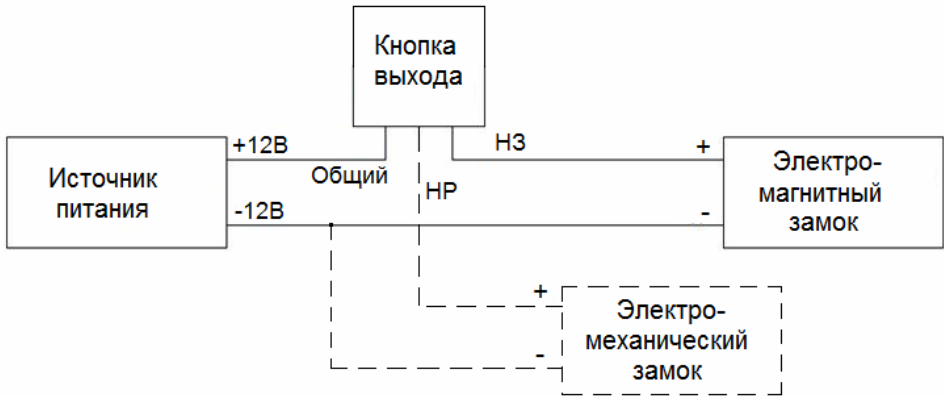 Кнопка
выхода
+12В
НЗ
+
Общий
НР
Источник
питания
-12В
-
Электро-
магнитный
замок
+
-
Электро-
механический
замок